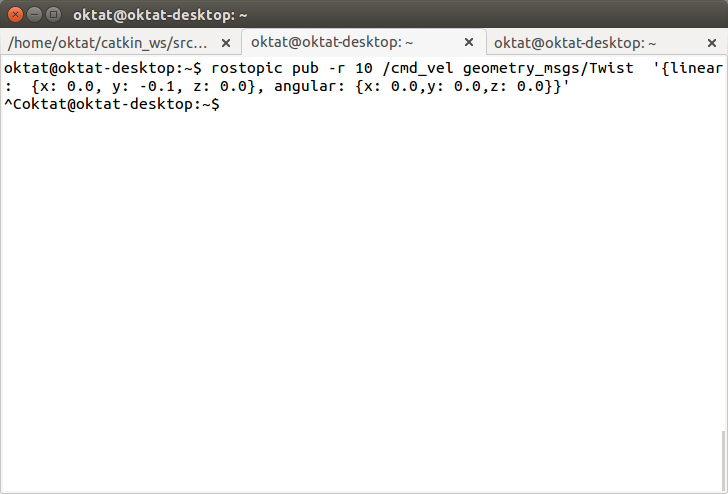 oktat@oktat-desktop: ~
/home/oktat/catkin_ws/src... × oktat@oktat-desktop: ~ × oktat@oktat-desktop: ~ ×
oktat@oktat-desktop:~$ rostopic pub -r 10 /cmd_vel geometry_msgs/Twist  '{linear
:  {x: 0.0, y: -0.1, z: 0.0}, angular: {x: 0.0,y: 0.0,z: 0.0}}'
^Coktat@oktat-desktop:~$